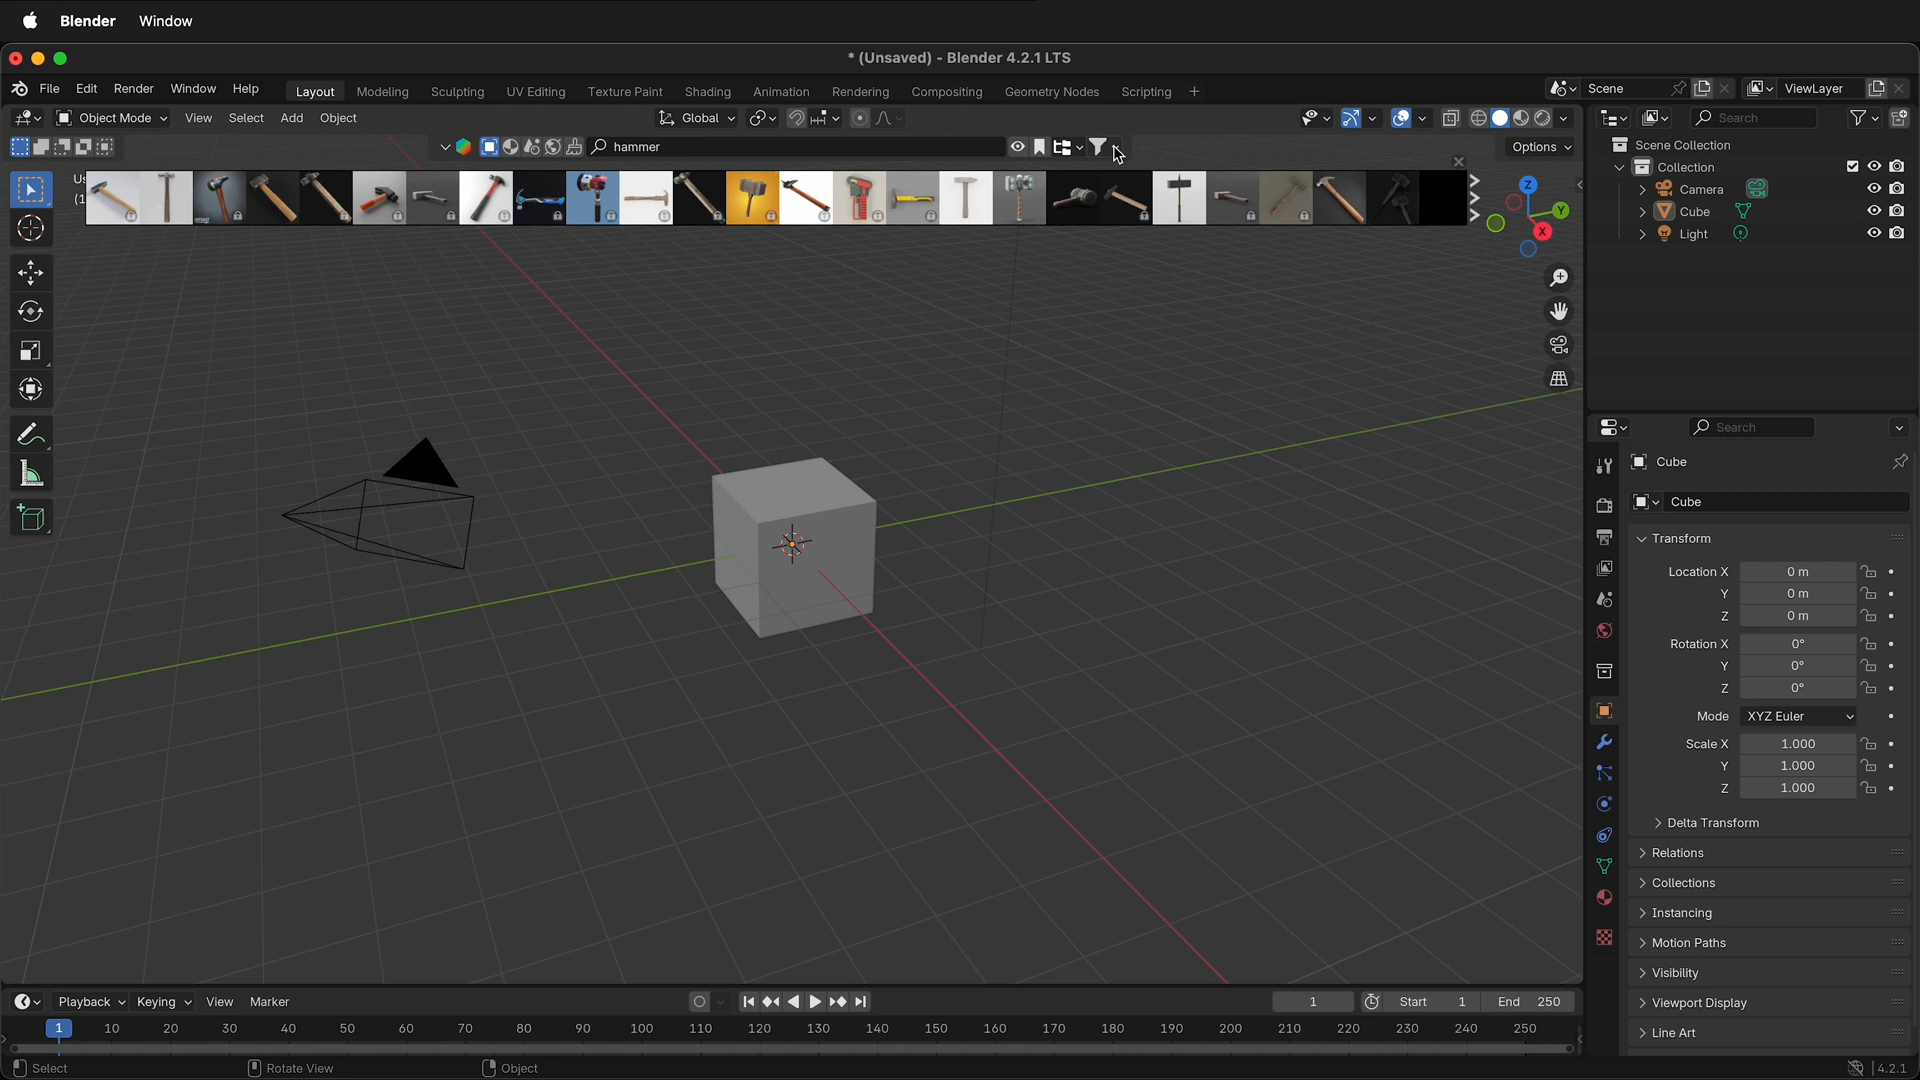 Blender Window
* (Unsaved) - Blender 4.2.1 LTS
File Edit Render Window Help Layout Modeling Sculpting UV Editing Texture Paint Shading Animation Rendering Compositing Geometry Nodes Scripting + Scene ViewLayer
Object Mode View Select Add Object Global Search
hammer Options
Scene Collection
Collection
Camera
Cube
Light
Z
Y
X
Search
Cube
Cube
Transform
Location X 0 m
Y 0 m
Z 0 m
Rotation X 0°
Y 0°
Z 0°
Mode XYZ Euler
Scale X 1.000
Y 1.000
Z 1.000
Delta Transform
Relations
Collections
Instancing
Motion Paths
Visibility
Viewport Display
Line Art
Playback Keying View Marker 1 Start 1 End 250
1 10 20 30 40 50 60 70 80 90 100 110 120 130 140 150 160 170 180 190 200 210 220 230 240 250
Select Rotate View Object 4.2.1